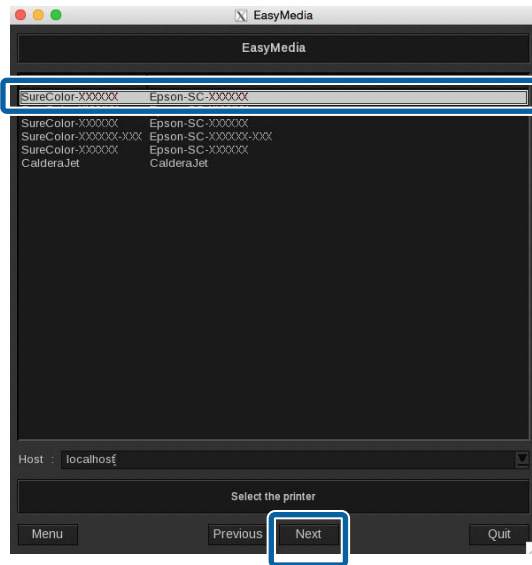 EasyMedia
EasyMedia
SureColor-XXXXXX Epson-SC-XXXXXX
SureColor-XXXXXX Epson-SC-XXXXXX
SureColor-XXXXXX-XXX Epson-SC-XXXXXX-XXX
SureColor-XXXXXX Epson-SC-XXXXXX
CalderaJet CalderaJet
Host : localhost
Select the printer
Menu Previous Next Quit